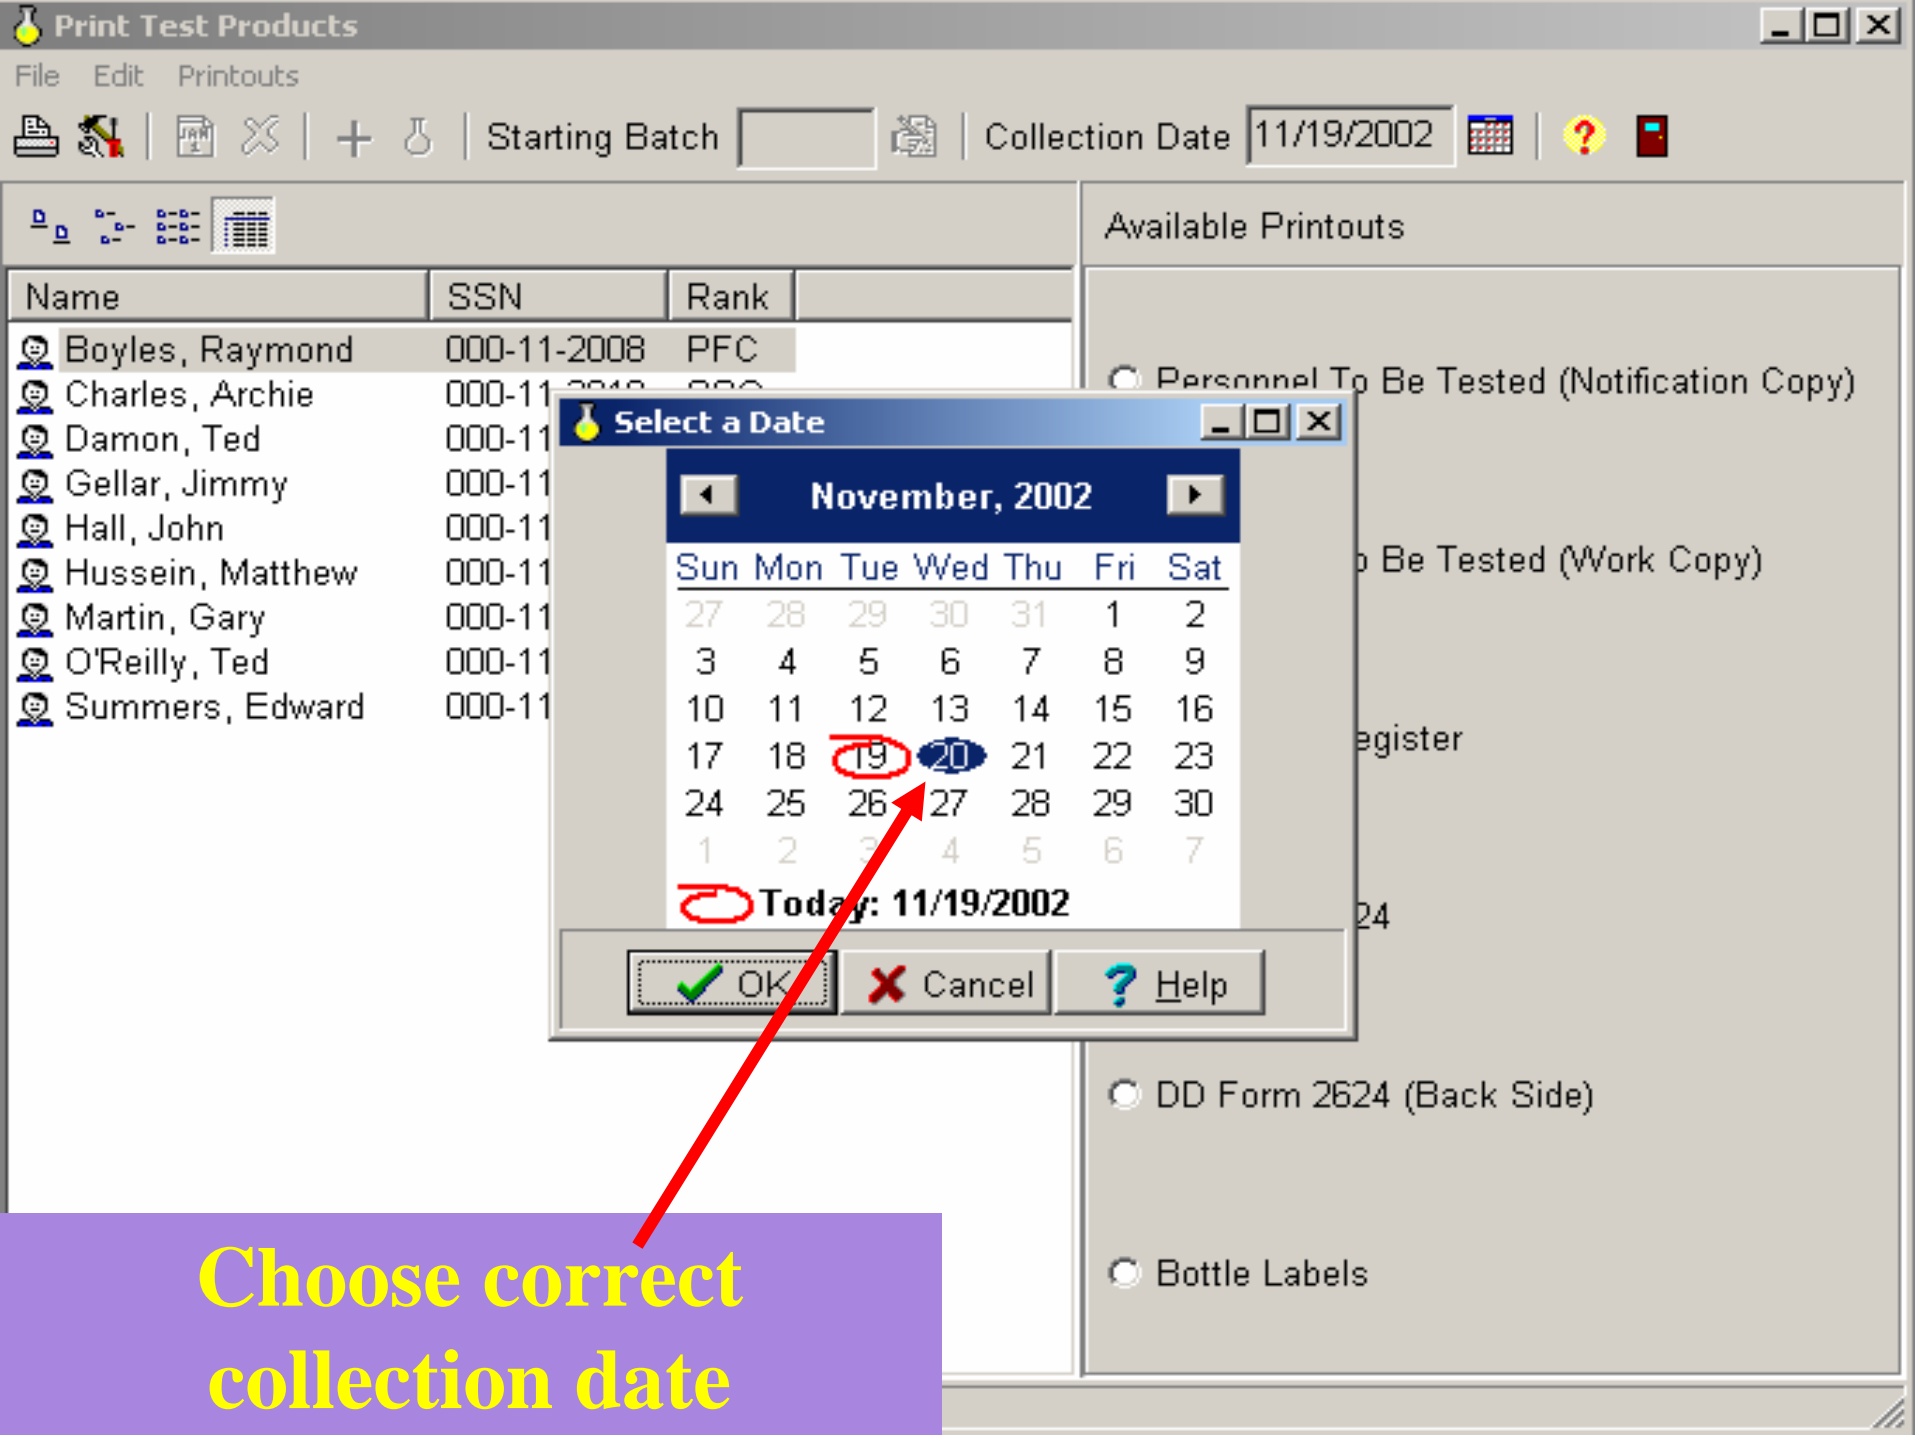 Print Test Products
File Edit Printouts
Starting Batch Collection Date 11/19/2002
Available Printouts
Name SSN Rank
Boyles, Raymond 000-11-2008 PFC
Charles, Archie 000-11
Damon, Ted 000-11
Gellar, Jimmy 000-11
Hall, John 000-11
Hussein, Matthew 000-11
Martin, Gary 000-11
O'Reilly, Ted 000-11
Summers, Edward 000-11
Select a Date
November, 2002
Sun Mon Tue Wed Thu Fri Sat
27 28 29 30 31 1 2
3 4 5 6 7 8 9
10 11 12 13 14 15 16
17 18 19 20 21 22 23
24 25 26 27 28 29 30
1 2 3 4 5 6 7
Today: 11/19/2002
OK Cancel Help
Personnel To Be Tested (Notification Copy)
Be Tested (Work Copy)
egister
24
DD Form 2624 (Back Side)
Bottle Labels
Choose correct
collection date